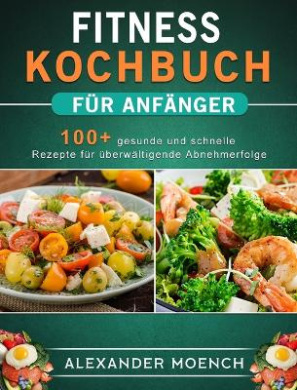 FITNESS
KOCHBUCH
FÜR ANFÄNGER
100+ gesunde und schnelle
Rezepte für überwältigende Abnehmerfolge
ALEXANDER MOENCH